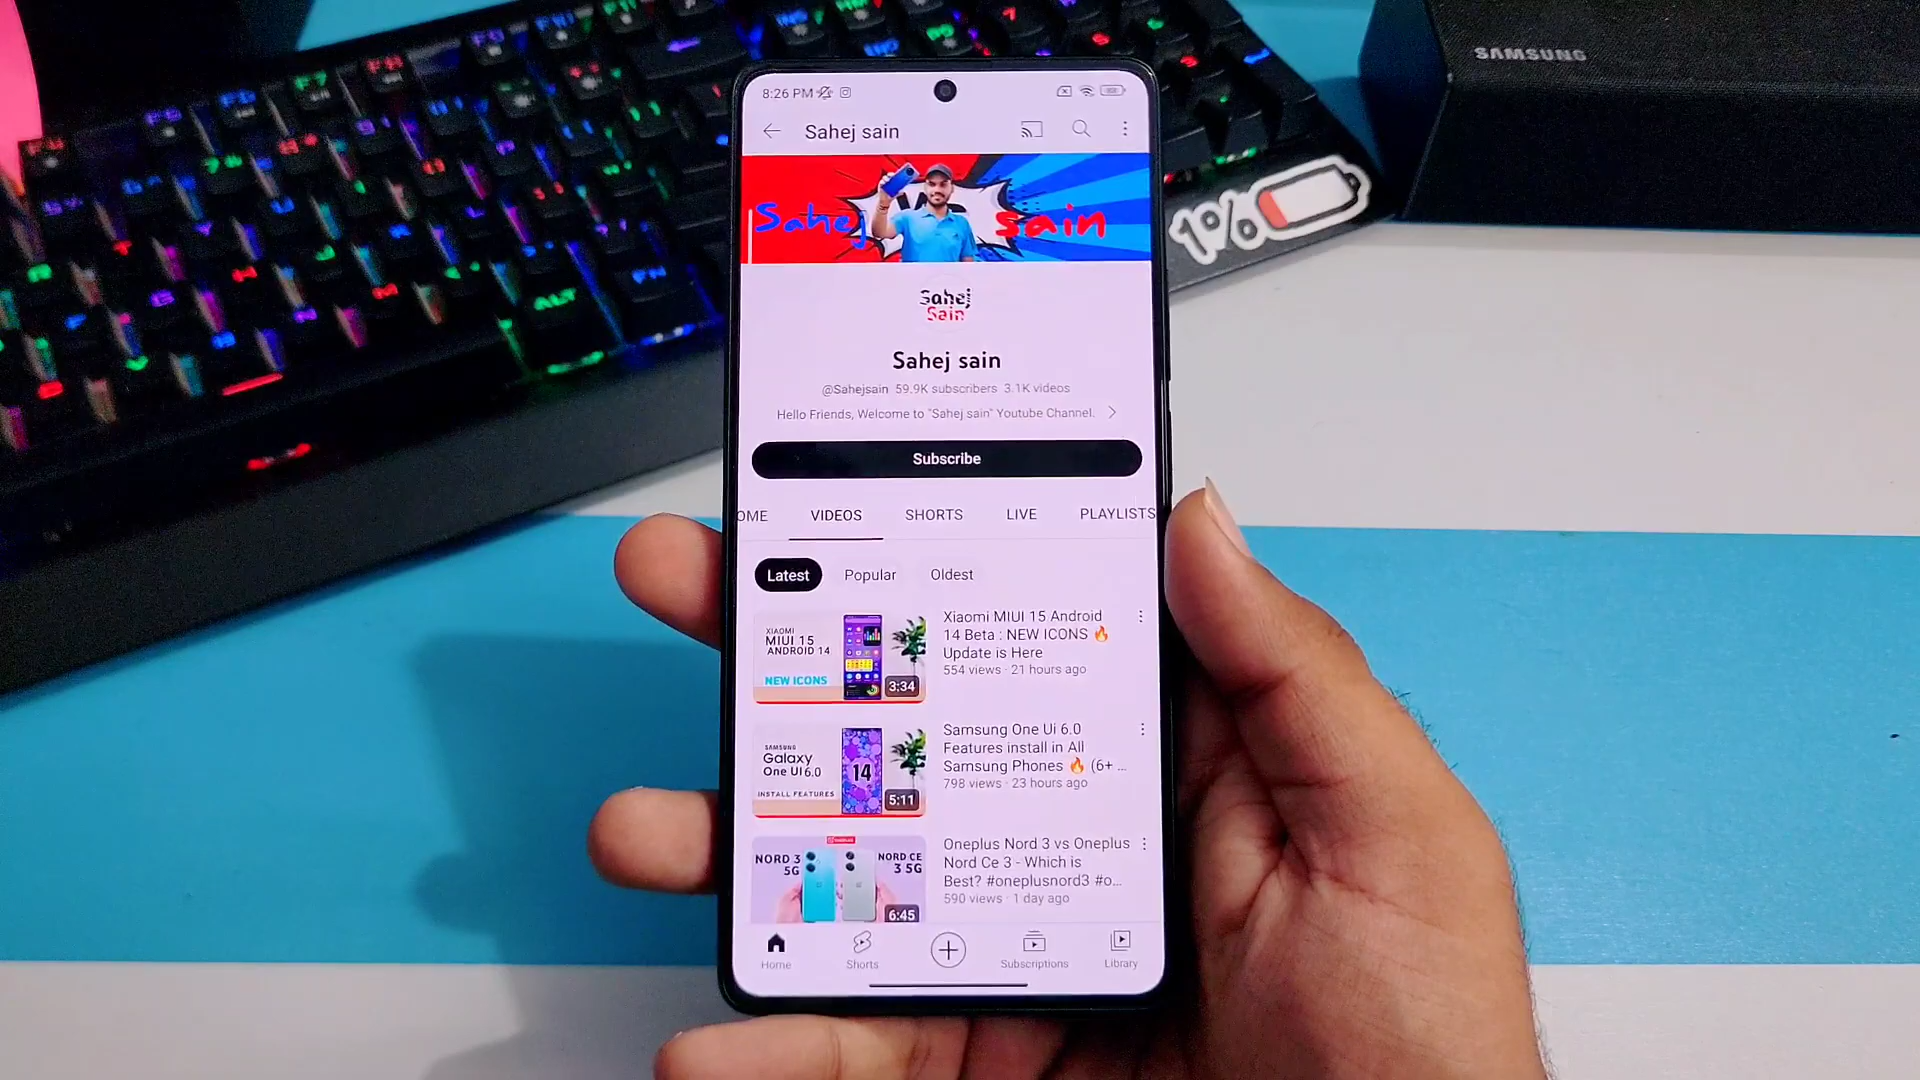 SAMSUNG
1%
8:26 PM
Sahej sain
Sahej sain
Sahej
Sain
Sahej sain
@Sahejsain 59.9K subscribers 3.1K videos
Hello Friends, Welcome to "Sahej sain" Youtube Channel.
Subscribe
OME VIDEOS SHORTS LIVE PLAYLISTS
Latest Popular Oldest
XIAOMI
MIUI 15
ANDROID 14
NEW ICONS
3:34
Xiaomi MIUI 15 Android
14 Beta : NEW ICONS 🔥
Update is Here
554 views · 21 hours ago
SAMSUNG
Galaxy
One UI 6.0
INSTALL FEATURES
14
5:11
Samsung One Ui 6.0
Features install in All
Samsung Phones 🔥 (6+ ...
798 views · 23 hours ago
NORD 3
5G
NORD CE
3 5G
6:45
Oneplus Nord 3 vs Oneplus
Nord Ce 3 - Which is
Best? #oneplusnord3 #o...
590 views · 1 day ago
Home Shorts Subscriptions Library
F7
F8
ALT
FN